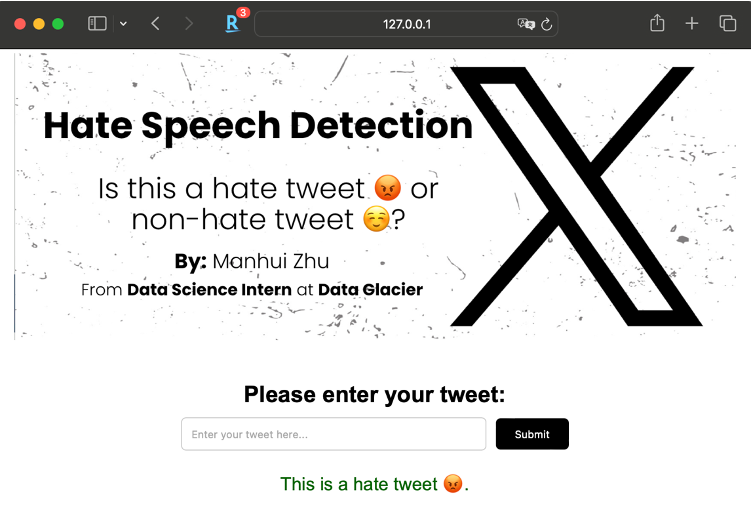 3
127.0.0.1
Hate Speech Detection
Is this a hate tweet 😡 or
non-hate tweet ☺️?
By: Manhui Zhu
From Data Science Intern at Data Glacier
Please enter your tweet:
Enter your tweet here...
Submit
This is a hate tweet 😡.